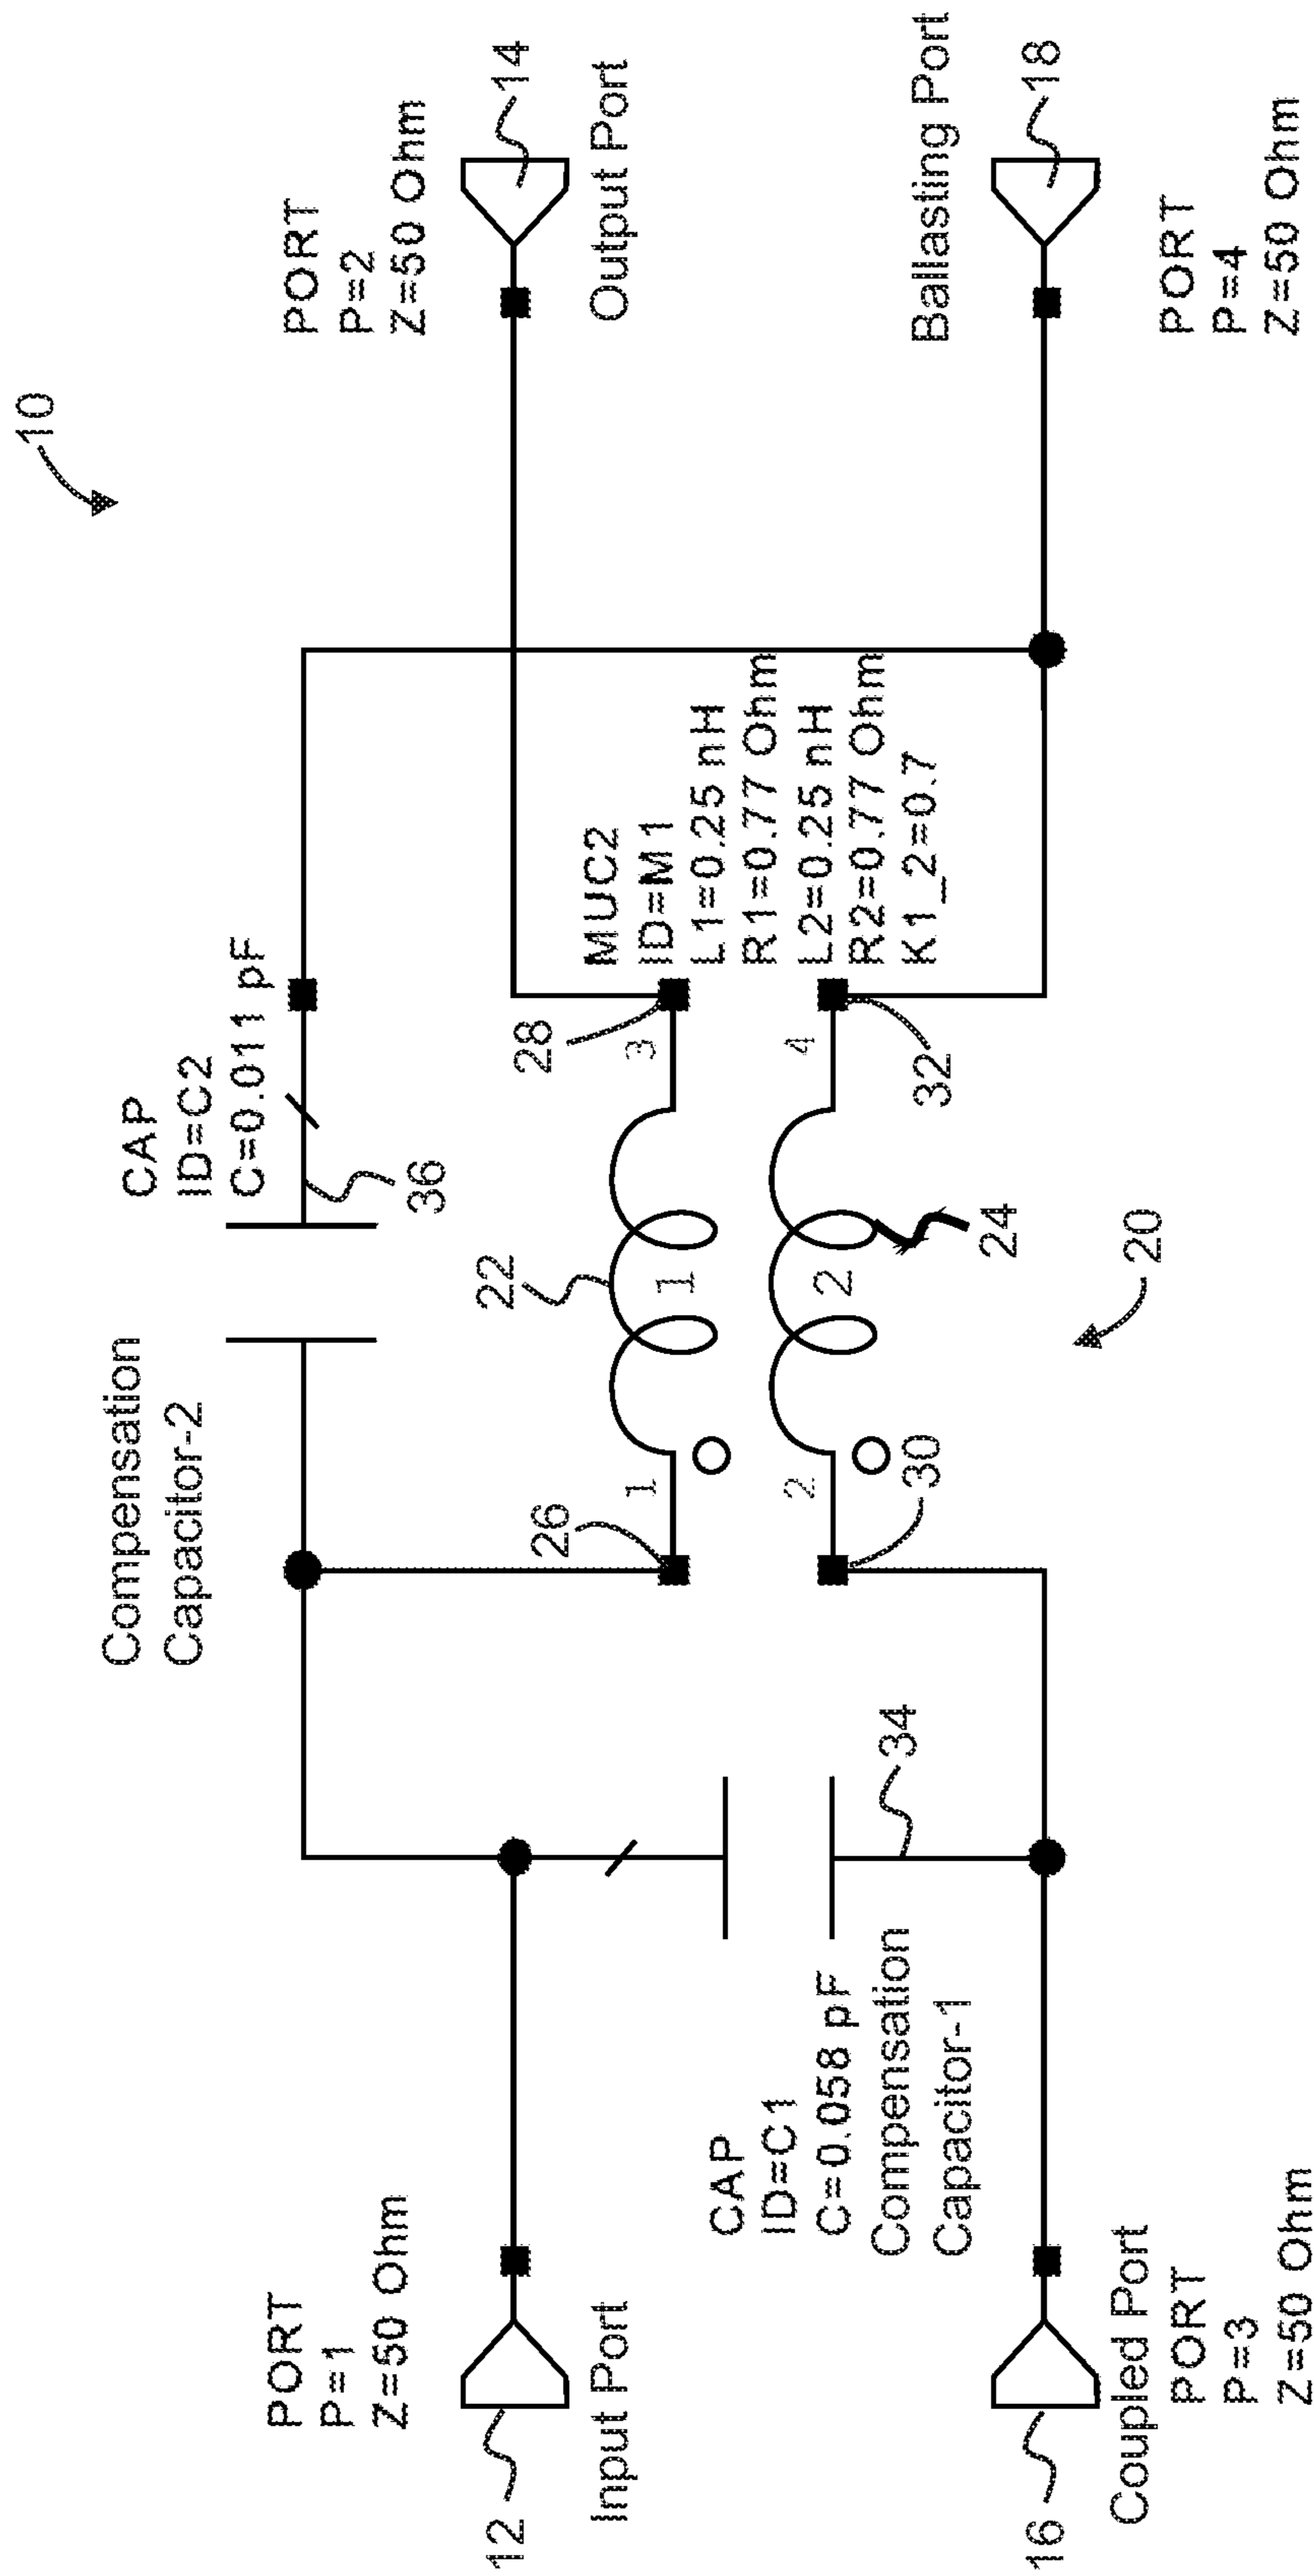 10
CAP
ID=C2
C=0.011 pF
Compensation
Capacitor-2
36
PORT
P=1
Z=50 Ohm
12
Input Port
PORT
P=2
Z=50 Ohm
14
Output Port
22
26
28
1
1
3
MUC2
ID=M1
L1=0.25 nH
R1=0.77 Ohm
L2=0.25 nH
R2=0.77 Ohm
K1_2=0.7
2
2
4
30
32
24
20
34
CAP
ID=C1
C=0.058 pF
Compensation
Capacitor-1
16
Coupled Port
PORT
P=3
Z=50 Ohm
Ballasting Port
18
PORT
P=4
Z=50 Ohm